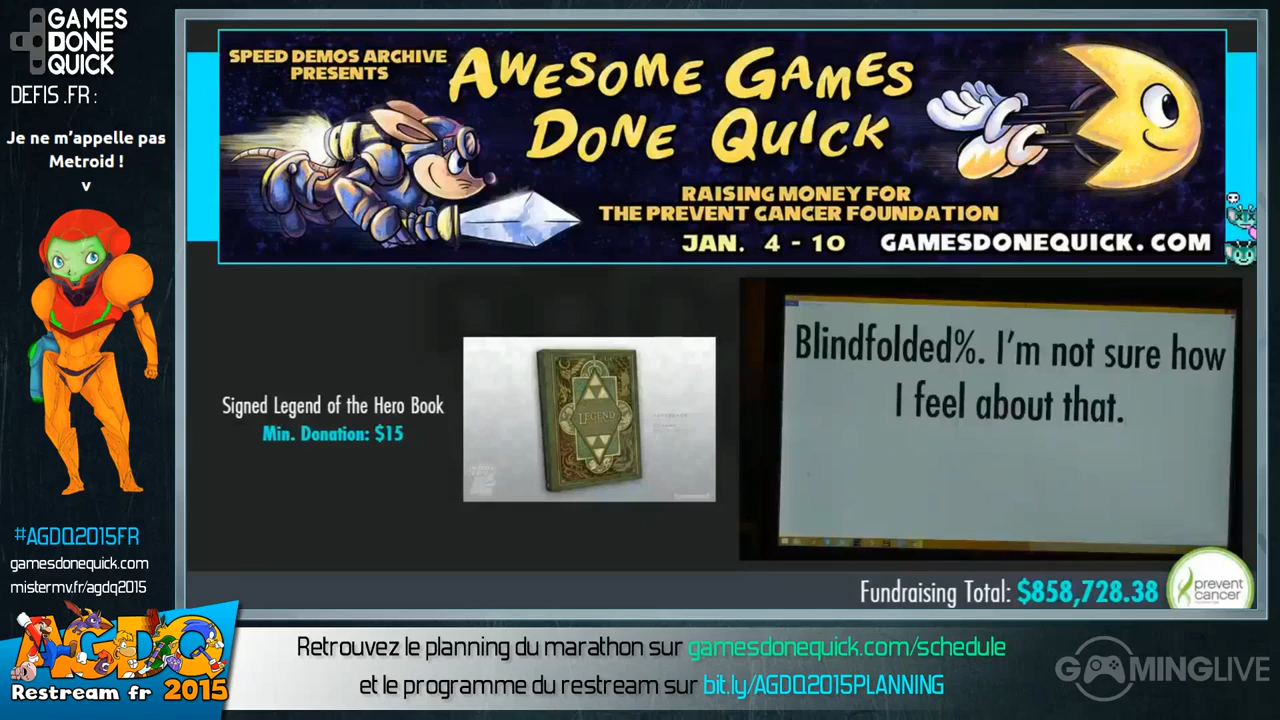 GAMES
DONE
QUICK
DEFIS .FR :
Je ne m'appelle pas
Metroid !
v
#AGDQ2015FR
gamesdonequick.com
mistermv.fr/agdq2015
AGDQ
Restream fr 2015
SPEED DEMOS ARCHIVE
PRESENTS
AWESOME GAMES
DONE QUICK
RAISING MONEY FOR
THE PREVENT CANCER FOUNDATION
JAN. 4 - 10 GAMESDONEQUICK.COM
Signed Legend of the Hero Book
Min. Donation: $15
LEGEND
Blindfolded%. I'm not sure how
I feel about that.
Fundraising Total: $858,728.38
prevent
cancer
Retrouvez le planning du marathon sur gamesdonequick.com/schedule
et le programme du restream sur bit.ly/AGDQ2015PLANNING
GAMINGLIVE